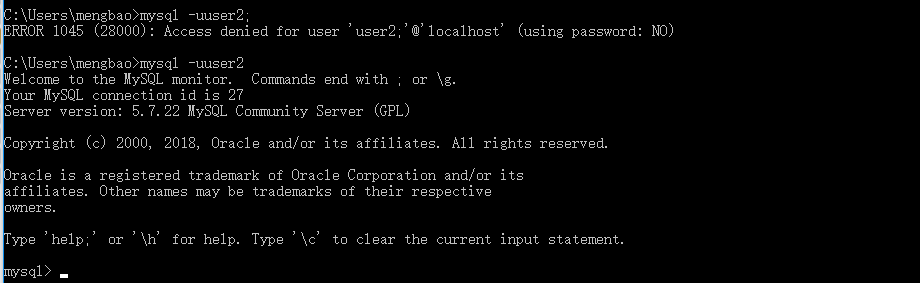 C:\Users\mengbao>mysql -uuser2;
ERROR 1045 (28000): Access denied for user 'user2;'@'localhost' (using password: NO)
C:\Users\mengbao>mysql -uuser2
Welcome to the MySQL monitor.  Commands end with ; or \g.
Your MySQL connection id is 27
Server version: 5.7.22 MySQL Community Server (GPL)
Copyright (c) 2000, 2018, Oracle and/or its affiliates. All rights reserved.
Oracle is a registered trademark of Oracle Corporation and/or its
affiliates. Other names may be trademarks of their respective
owners.
Type 'help;' or '\h' for help. Type '\c' to clear the current input statement.
mysql>